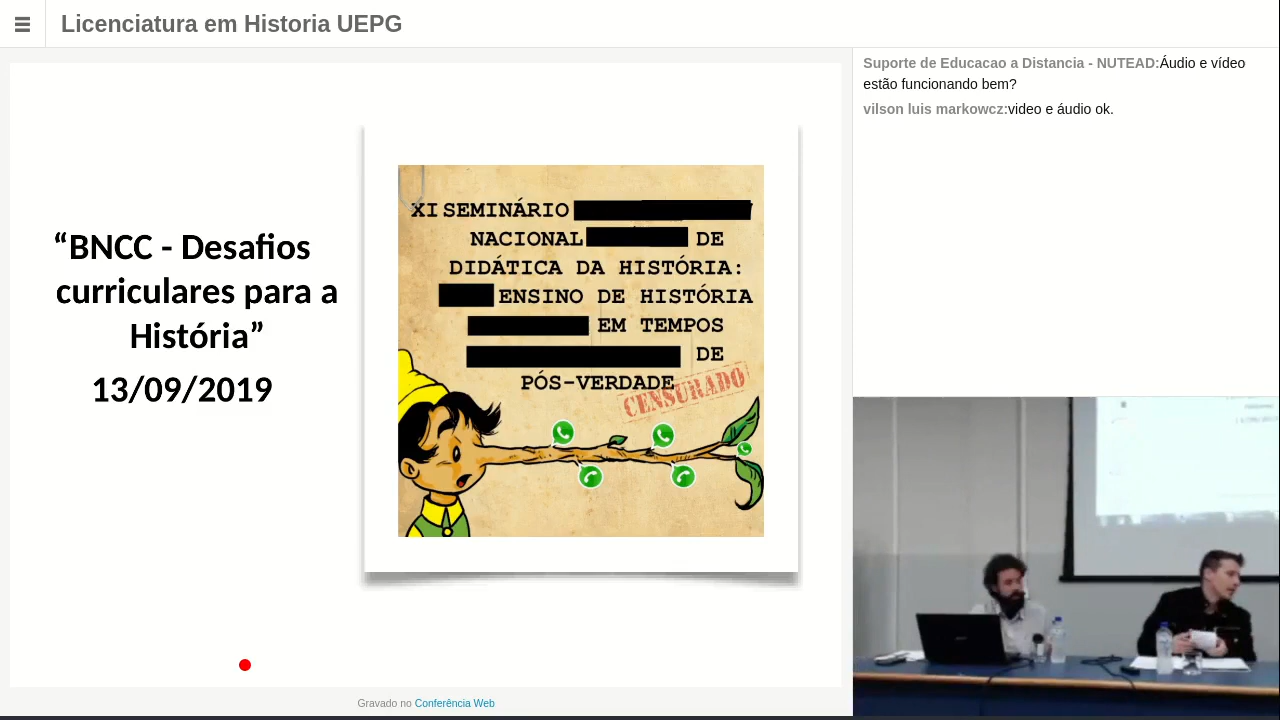 Licenciatura em Historia UEPG
“BNCC - Desafios
curriculares para a
História”
13/09/2019
XI SEMINÁRIO
NACIONAL DE
DIDÁTICA DA HISTÓRIA:
ENSINO DE HISTÓRIA
EM TEMPOS
DE
PÓS-VERDADE
CENSURADO
Gravado no Conferência Web
Suporte de Educacao a Distancia - NUTEAD:Áudio e vídeo
estão funcionando bem?
vilson luis markowcz:video e áudio ok.